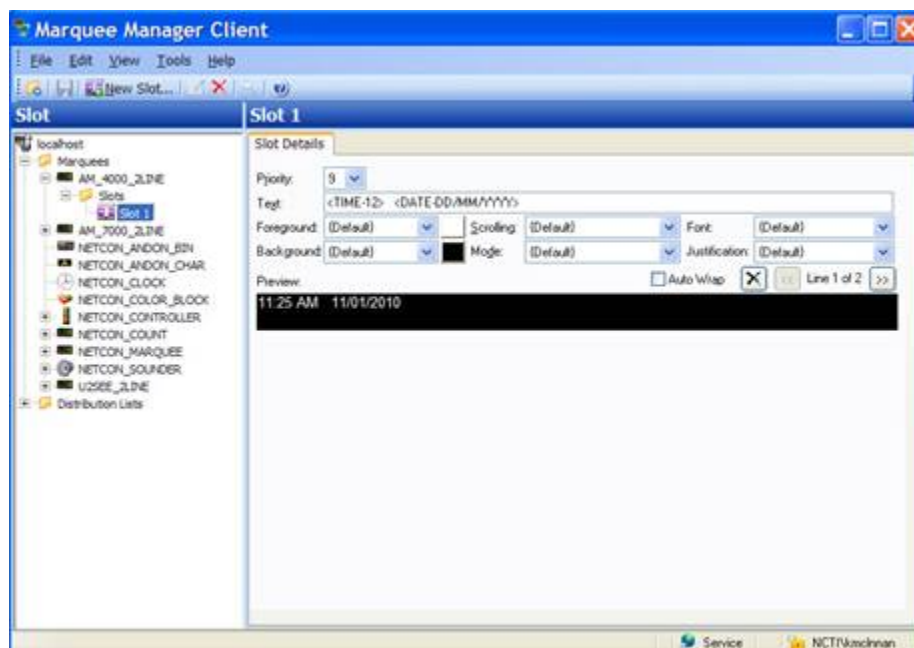 Marquee Manager Client
File Edit View Tools Help
New Slot...
Slot
Slot 1
localhost
Marquees
AM_4000_2LINE
Slots
Slot 1
AM_7000_2LINE
NETCON_ANDON_BIN
NETCON_ANDON_CHAR
NETCON_CLOCK
NETCON_COLOR_BLOCK
NETCON_CONTROLLER
NETCON_COUNT
NETCON_MARQUEE
NETCON_SOUNDER
U2SEE_2LINE
Distribution Lists
Slot Details
Priority: 9
Text: <TIME-12> <DATE-DD/MM/YYYY>
Foreground: (Default) Scrolling: (Default) Font: (Default)
Background: (Default) Mode: (Default) Justification: (Default)
Preview: Auto Wrap X << Line 1 of 2 >>
11:25 AM 11/01/2010
Service NCTI\kmclnnan